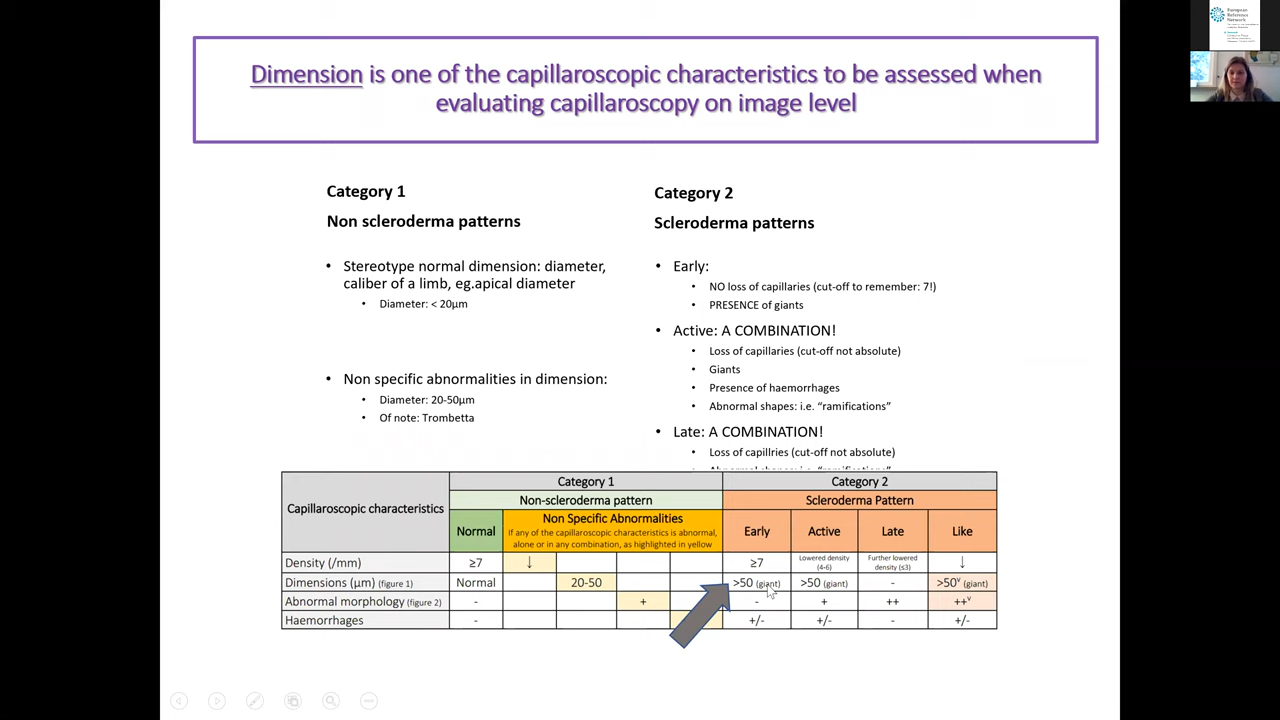 European
Reference
Network
Dimension is one of the capillaroscopic characteristics to be assessed when
evaluating capillaroscopy on image level
Category 1
Non scleroderma patterns
• Stereotype normal dimension: diameter,
caliber of a limb, eg.apical diameter
• Diameter: < 20µm
• Non specific abnormalities in dimension:
• Diameter: 20-50µm
• Of note: Trombetta
Category 2
Scleroderma patterns
• Early:
• NO loss of capillaries (cut-off to remember: 7!)
• PRESENCE of giants
• Active: A COMBINATION!
• Loss of capillaries (cut-off not absolute)
• Giants
• Presence of haemorrhages
• Abnormal shapes: i.e. “ramifications”
• Late: A COMBINATION!
• Loss of capillries (cut-off not absolute)
Capillaroscopic characteristics Category 1 Category 2
Non-scleroderma pattern Scleroderma Pattern
Normal Non Specific Abnormalities Early Active Late Like
If any of the capillaroscopic characteristics is abnormal,
alone or in any combination, as highlighted in yellow
Density (/mm) ≥7 ↓ ≥7 Lowered density (4-6) Further lowered density (≤3) ↓
Dimensions (µm) (figure 1) Normal 20-50 >50 (giant) >50 (giant) - >50ᵛ (giant)
Abnormal morphology (figure 2) - + - + ++ ++ᵛ
Haemorrhages - +/- +/- - +/-